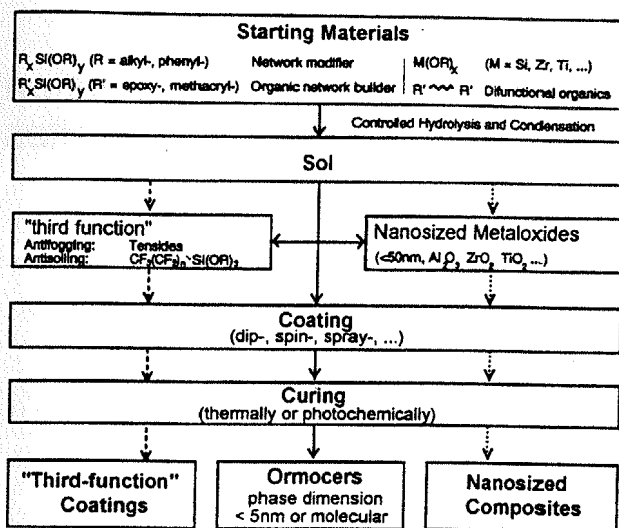 Starting Materials
RₓSi(OR)ᵧ (R = alkyl-, phenyl-) Network modifier M(OR)ₓ (M = Si, Zr, Ti, ...)
R'ₓSi(OR)ᵧ (R' = epoxy-, methacryl-) Organic network builder R' ~~~ R' Difunctional organics
Controlled Hydrolysis and Condensation
Sol
"third function"
Antifogging: Tensides
Antisoiling: CF₃(CF₂)ₙ-Si(OR)₃
Nanosized Metaloxides
(<50nm, Al₂O₃, ZrO₂, TiO₂ ...)
Coating
(dip-, spin-, spray-, ...)
Curing
(thermally or photochemically)
"Third-function"
Coatings
Ormocers
phase dimension
< 5nm or molecular
Nanosized
Composites